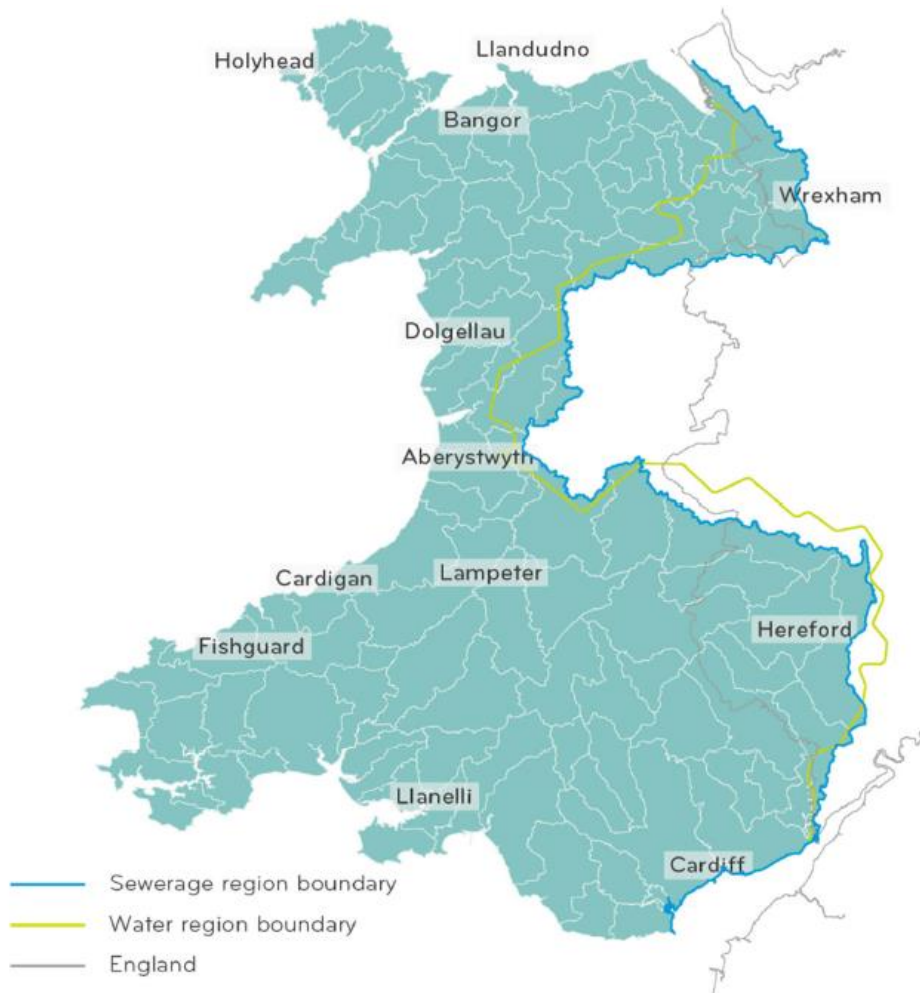 Llandudno
Holyhead
Bangor
Wrexham
Dolgellau
Aberystwyth
Lampeter
Cardigan
Hereford
Fishguard
Llanelli
Cardiff
Sewerage region boundary
Water region boundary
England